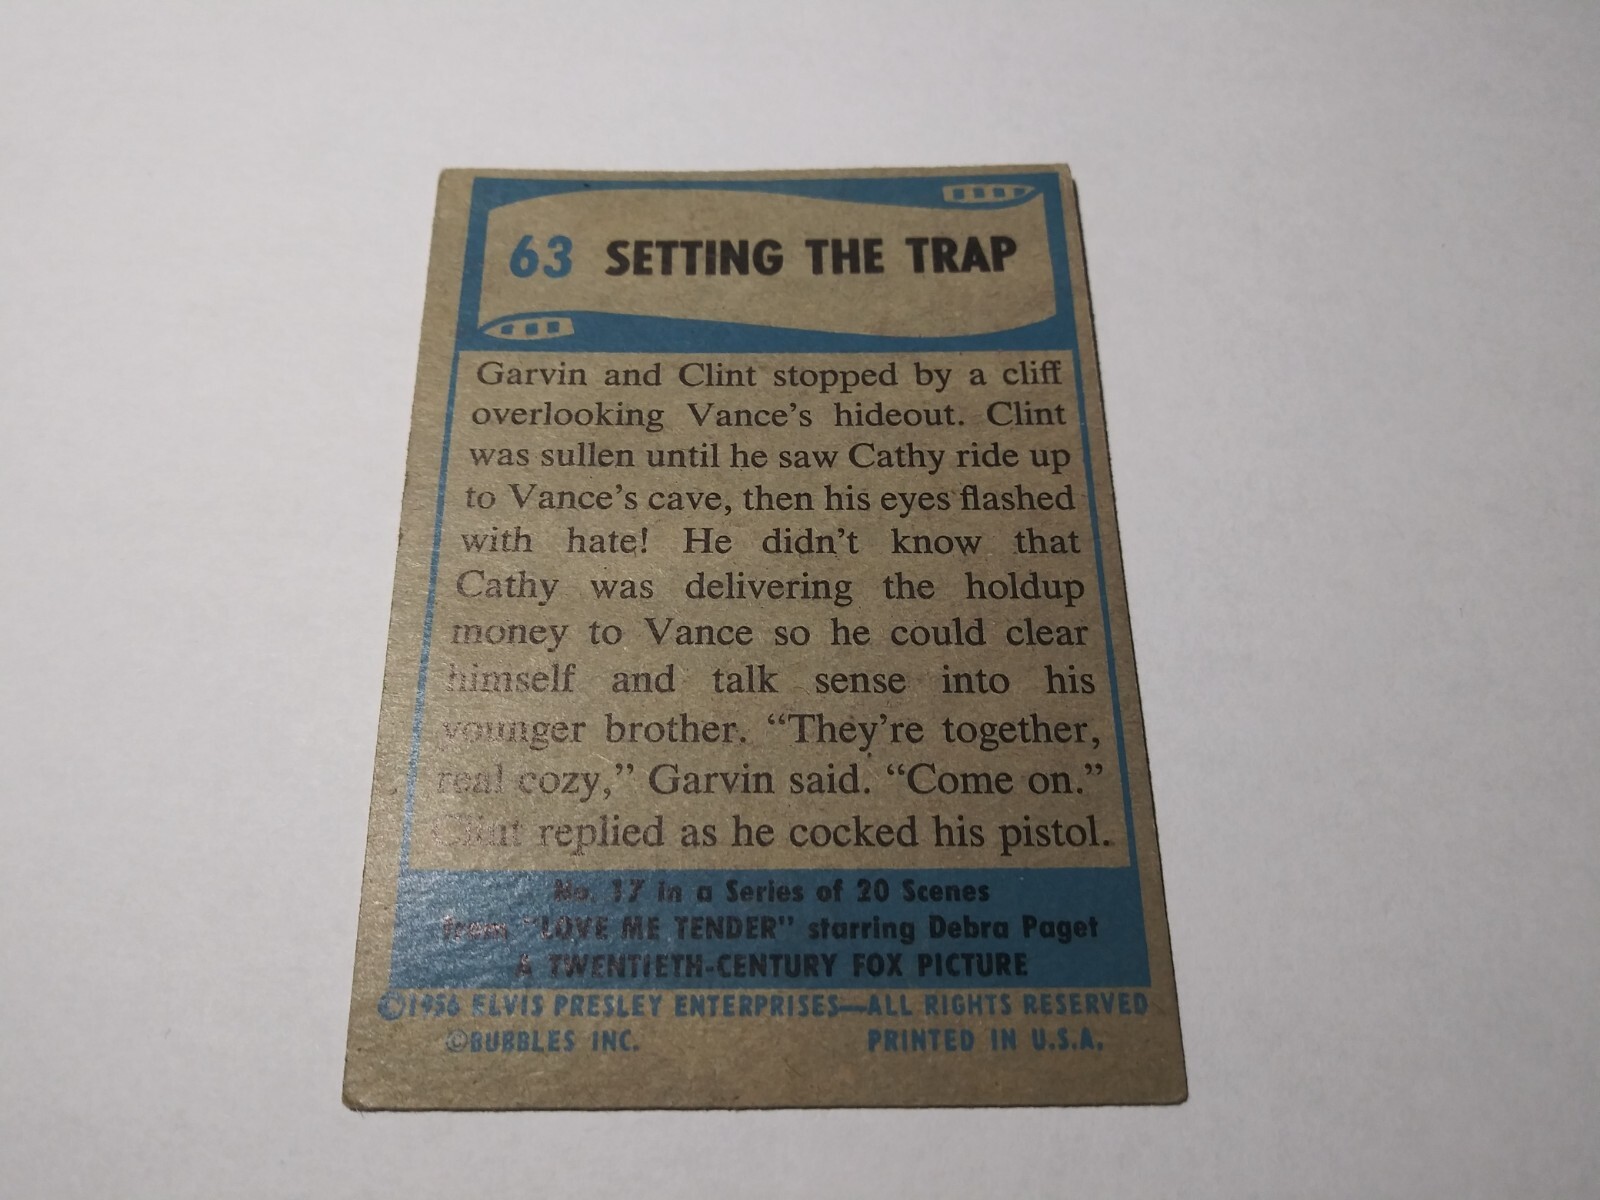 63 SETTING THE TRAP
Garvin and Clint stopped by a cliff
overlooking Vance's hideout. Clint
was sullen until he saw Cathy ride up
to Vance's cave, then his eyes flashed
with hate! He didn't know that
Cathy was delivering the holdup
money to Vance so he could clear
himself and talk sense into his
younger brother. “They're together,
real cozy,” Garvin said. “Come on.”
Clint replied as he cocked his pistol.
No. 17 in a Series of 20 Scenes
from "LOVE ME TENDER" starring Debra Paget
A TWENTIETH-CENTURY FOX PICTURE
©1956 ELVIS PRESLEY ENTERPRISES—ALL RIGHTS RESERVED
©BUBBLES INC. PRINTED IN U.S.A.